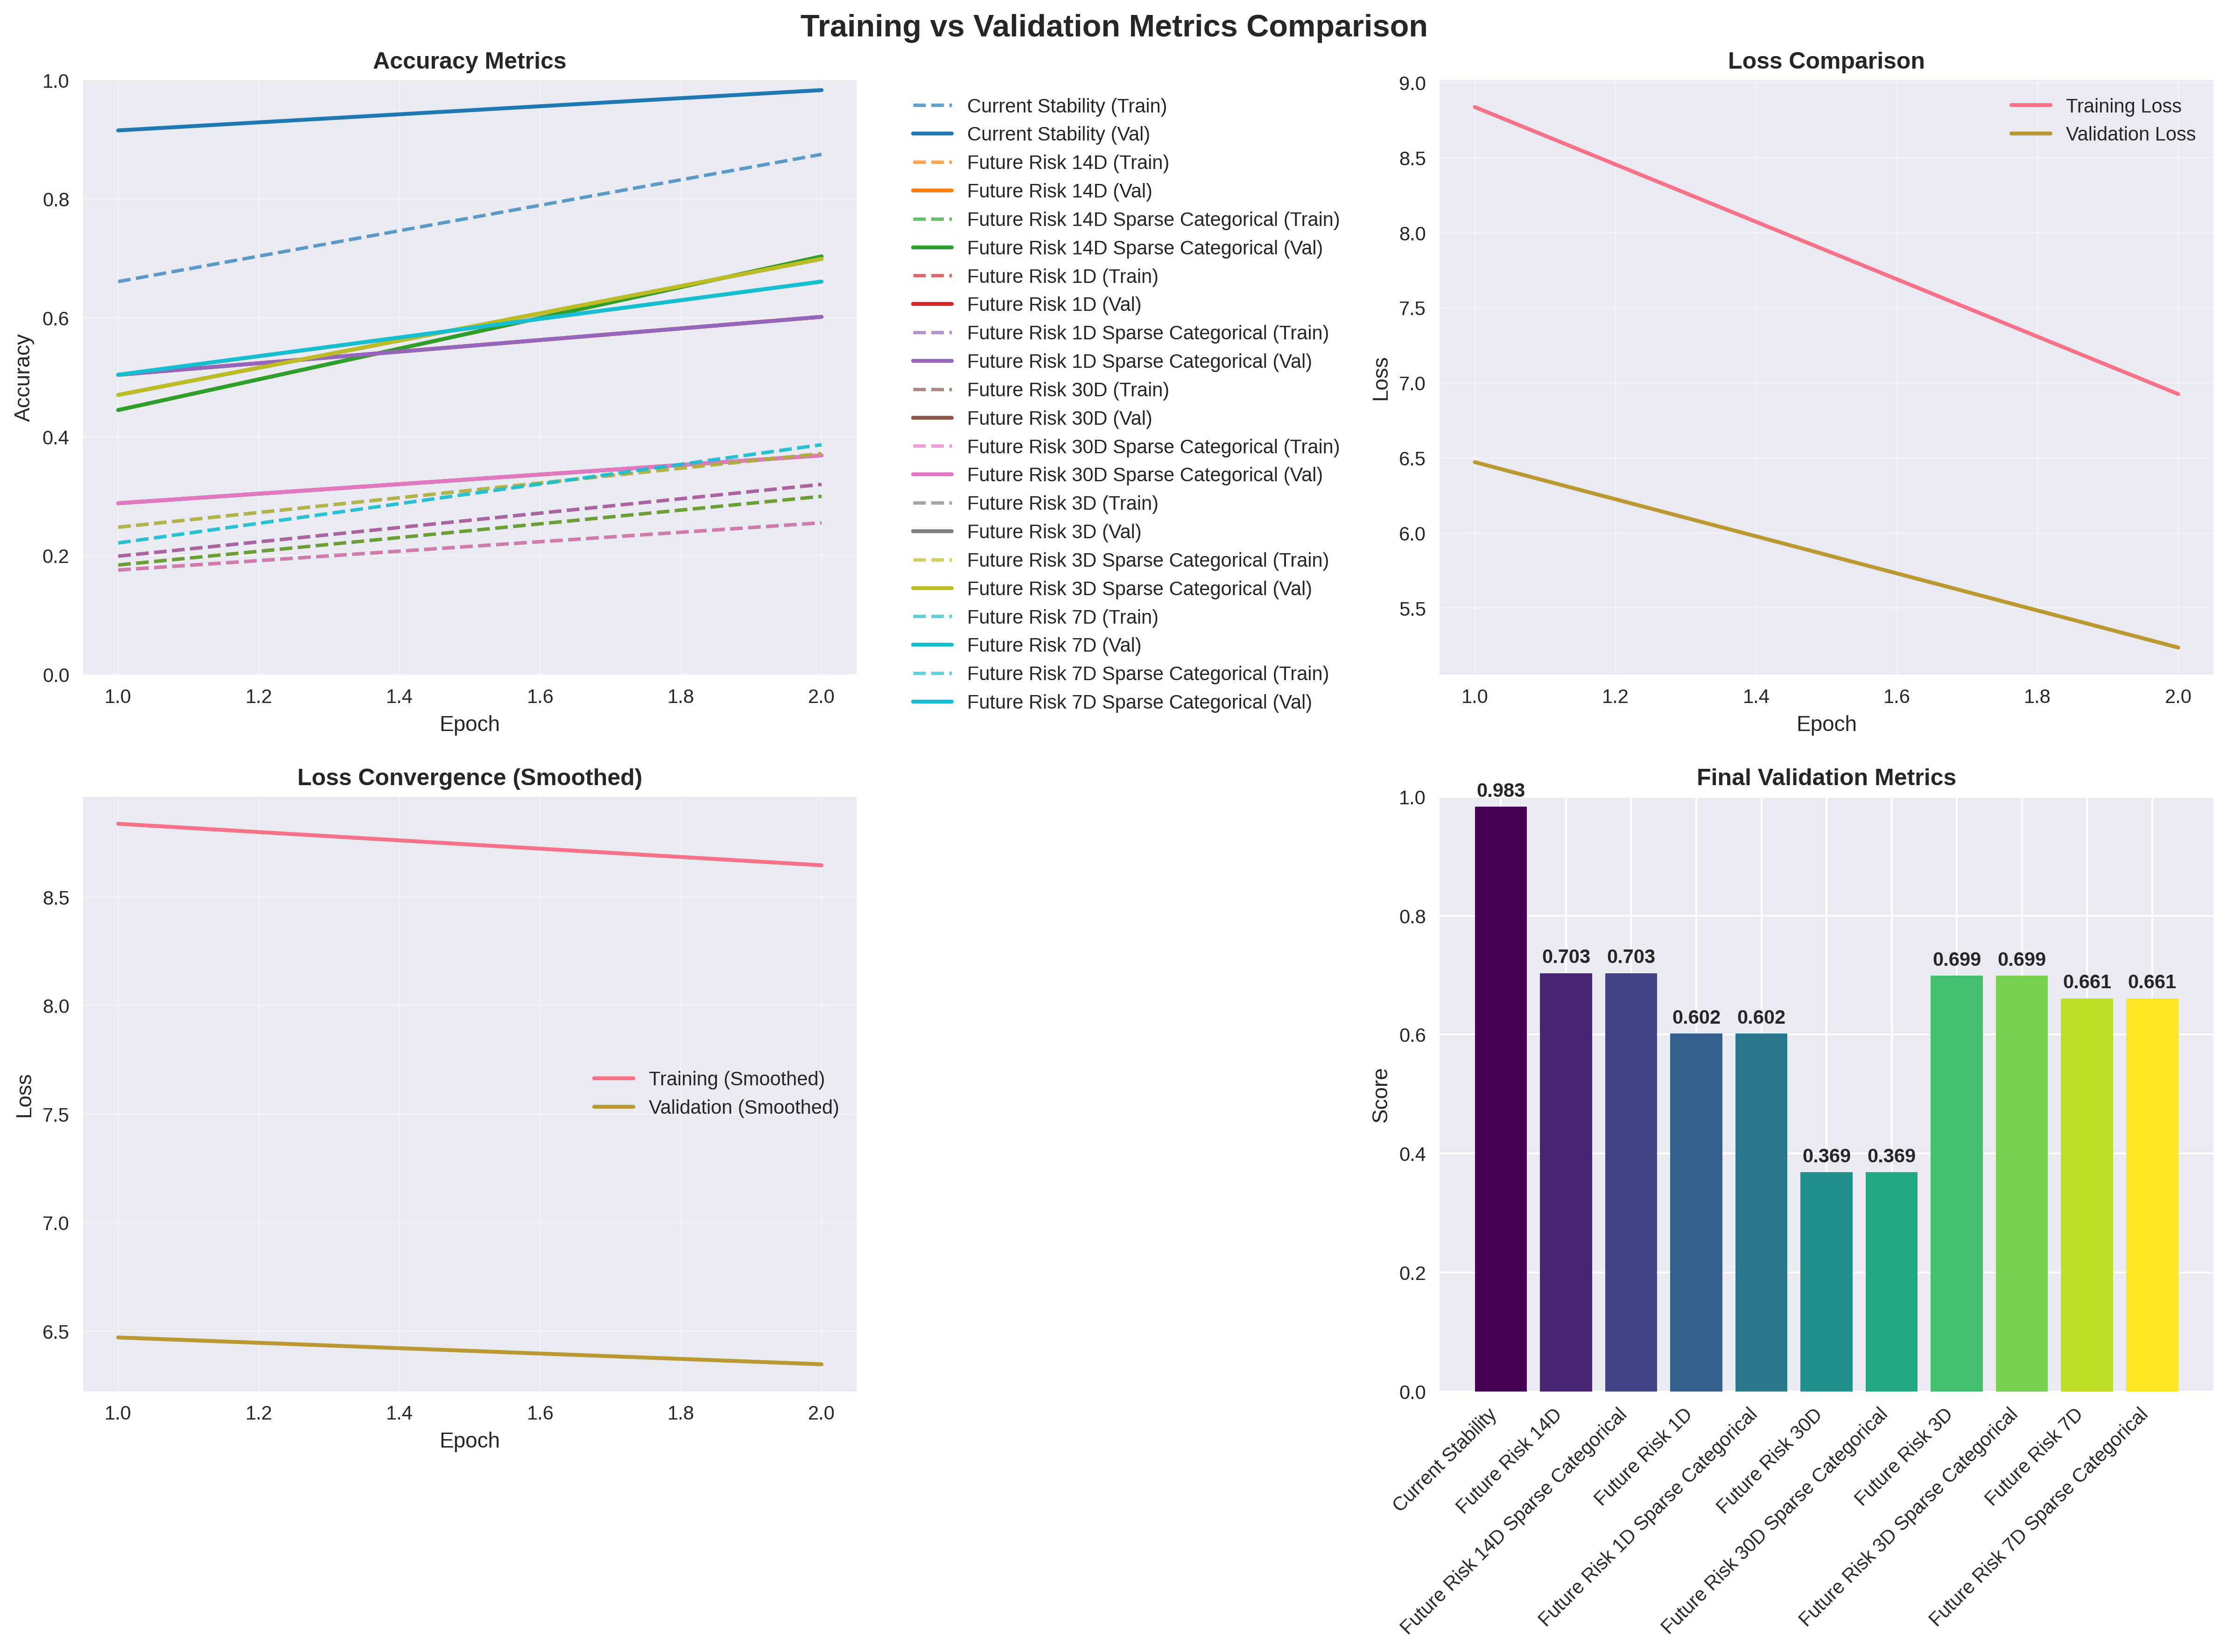 Training vs Validation Metrics Comparison
Accuracy Metrics
1.0
0.8
0.6
0.4
0.2
0.0
Accuracy
1.0 1.2 1.4 1.6 1.8 2.0
Epoch
Current Stability (Train)
Current Stability (Val)
Future Risk 14D (Train)
Future Risk 14D (Val)
Future Risk 14D Sparse Categorical (Train)
Future Risk 14D Sparse Categorical (Val)
Future Risk 1D (Train)
Future Risk 1D (Val)
Future Risk 1D Sparse Categorical (Train)
Future Risk 1D Sparse Categorical (Val)
Future Risk 30D (Train)
Future Risk 30D (Val)
Future Risk 30D Sparse Categorical (Train)
Future Risk 30D Sparse Categorical (Val)
Future Risk 3D (Train)
Future Risk 3D (Val)
Future Risk 3D Sparse Categorical (Train)
Future Risk 3D Sparse Categorical (Val)
Future Risk 7D (Train)
Future Risk 7D (Val)
Future Risk 7D Sparse Categorical (Train)
Future Risk 7D Sparse Categorical (Val)
Loss Comparison
9.0
8.5
8.0
7.5
7.0
6.5
6.0
5.5
Loss
Training Loss
Validation Loss
1.0 1.2 1.4 1.6 1.8 2.0
Epoch
Loss Convergence (Smoothed)
8.5
8.0
7.5
7.0
6.5
Loss
Training (Smoothed)
Validation (Smoothed)
1.0 1.2 1.4 1.6 1.8 2.0
Epoch
Final Validation Metrics
1.0
0.8
0.6
0.4
0.2
0.0
Score
0.983
0.703
0.703
0.602
0.602
0.369
0.369
0.699
0.699
0.661
0.661
Current Stability
Future Risk 14D
Future Risk 14D Sparse Categorical
Future Risk 1D
Future Risk 1D Sparse Categorical
Future Risk 30D
Future Risk 30D Sparse Categorical
Future Risk 3D
Future Risk 3D Sparse Categorical
Future Risk 7D
Future Risk 7D Sparse Categorical